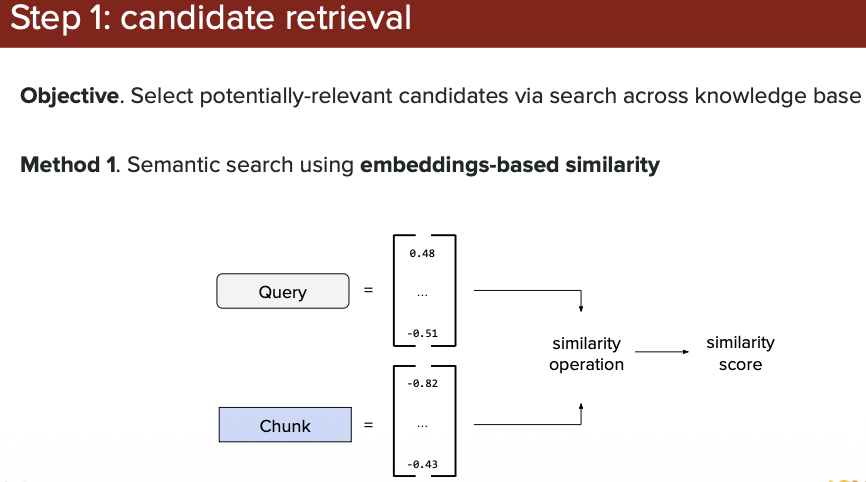 Step 1: candidate retrieval
Objective. Select potentially-relevant candidates via search across knowledge base
Method 1. Semantic search using embeddings-based similarity
Query
=
0.48
...
-0.51
similarity
operation
similarity
score
Chunk
=
-0.82
...
-0.43